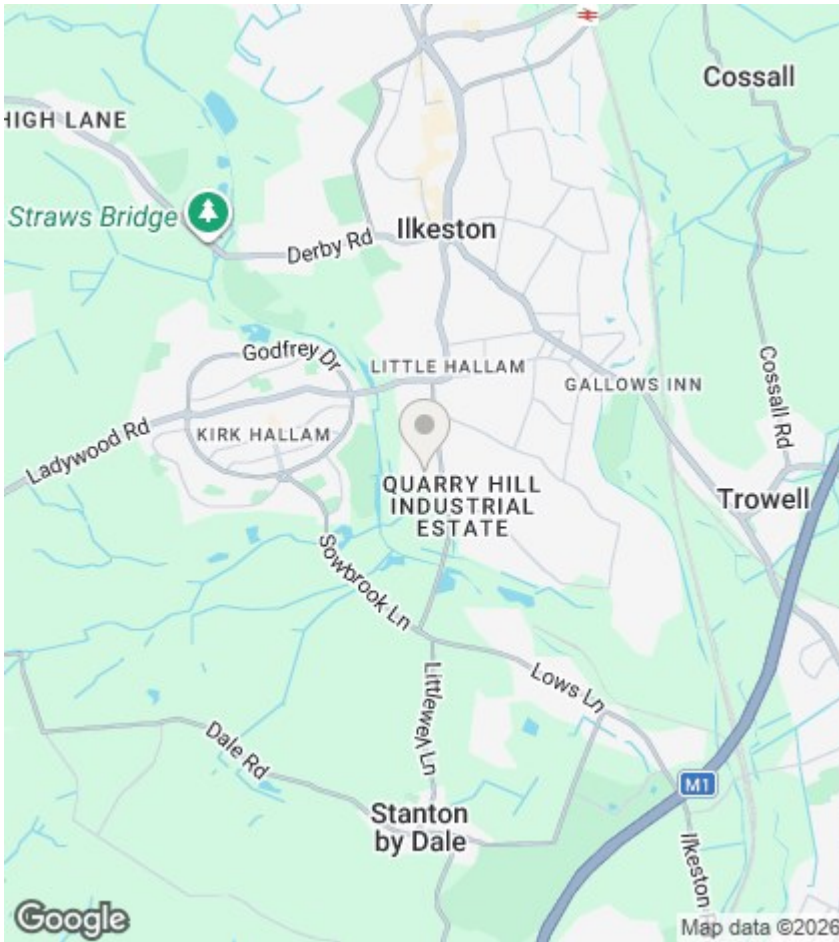 Cossall
HIGH LANE
Straws Bridge
Derby Rd
Ilkeston
Godfrey Dr
LITTLE HALLAM
GALLOWS INN
Cossall Rd
Ladywood Rd
KIRK HALLAM
QUARRY HILL
INDUSTRIAL
ESTATE
Trowell
Sowbrook Ln
Littlewey Ln
Lows Ln
Dale Rd
M1
Stanton
by Dale
Ilkeston R
Google
Map data ©2026